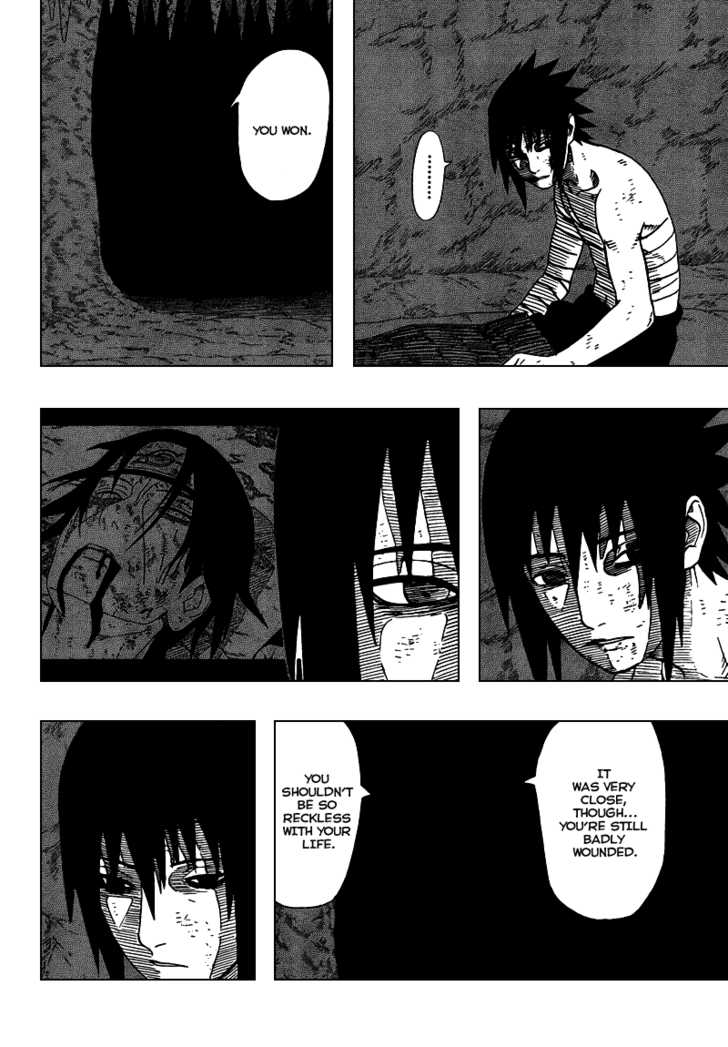 ........
YOU WON.
IT
WAS VERY
CLOSE,
THOUGH...
YOU'RE STILL
BADLY
WOUNDED.
YOU
SHOULDN'T
BE SO
RECKLESS
WITH YOUR
LIFE.